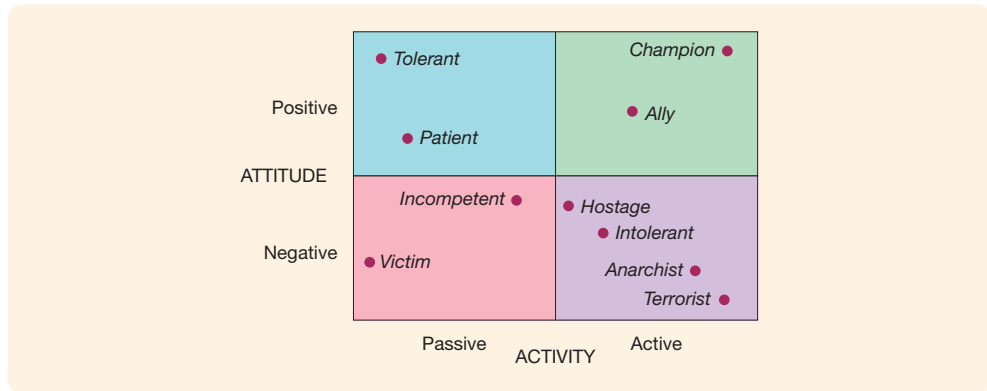 Champion
Tolerant
Positive
Ally
Patient
ATTITUDE
Incompetent
Hostage
Intolerant
Negative
Victim
Anarchist
Terrorist
Passive
Active
ACTIVITY